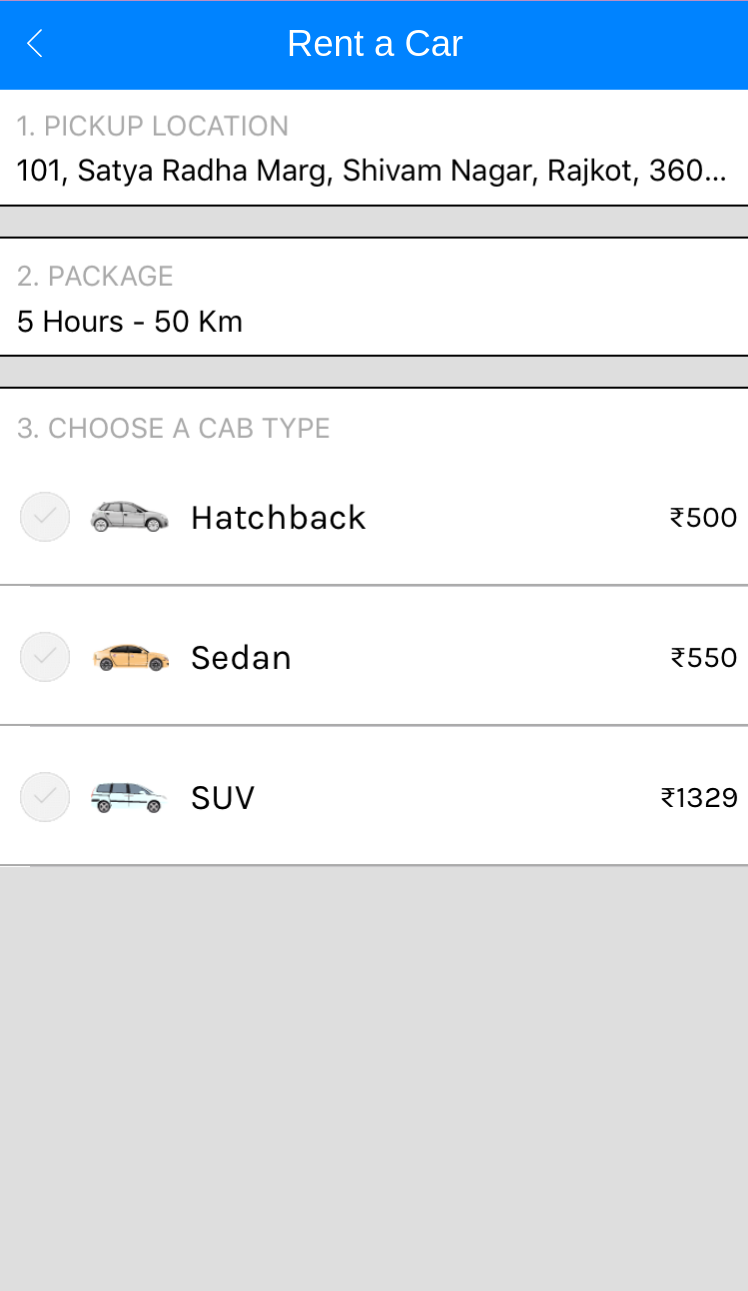 Rent a Car
1. PICKUP LOCATION
101, Satya Radha Marg, Shivam Nagar, Rajkot, 360...
2. PACKAGE
5 Hours - 50 Km
3. CHOOSE A CAB TYPE
Hatchback ₹500
Sedan ₹550
SUV ₹1329